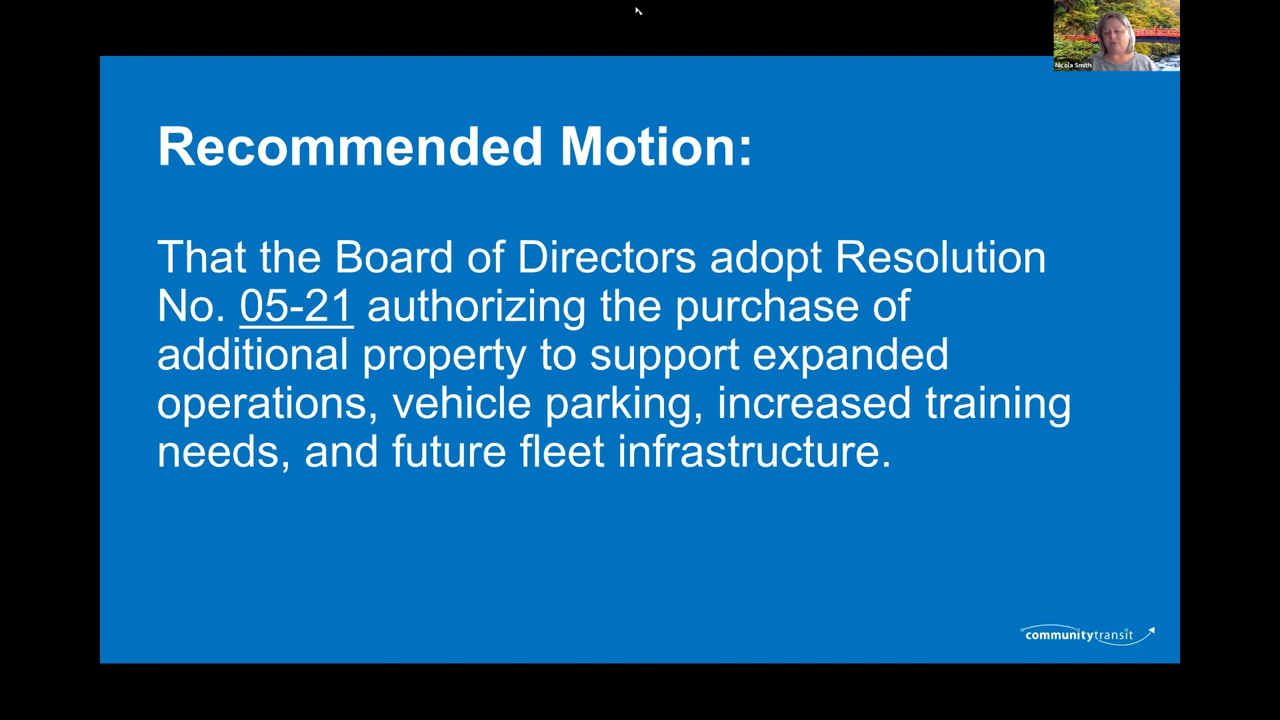 Nicola Smith
Recommended Motion:
That the Board of Directors adopt Resolution
No. 05-21 authorizing the purchase of
additional property to support expanded
operations, vehicle parking, increased training
needs, and future fleet infrastructure.
communitytransit